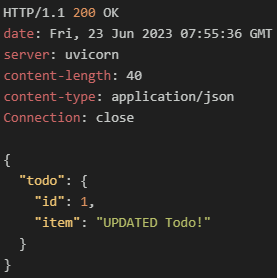 HTTP/1.1 200 OK
date: Fri, 23 Jun 2023 07:55:36 GMT
server: uvicorn
content-length: 40
content-type: application/json
Connection: close

{
  "todo": {
    "id": 1,
    "item": "UPDATED Todo!"
  }
}